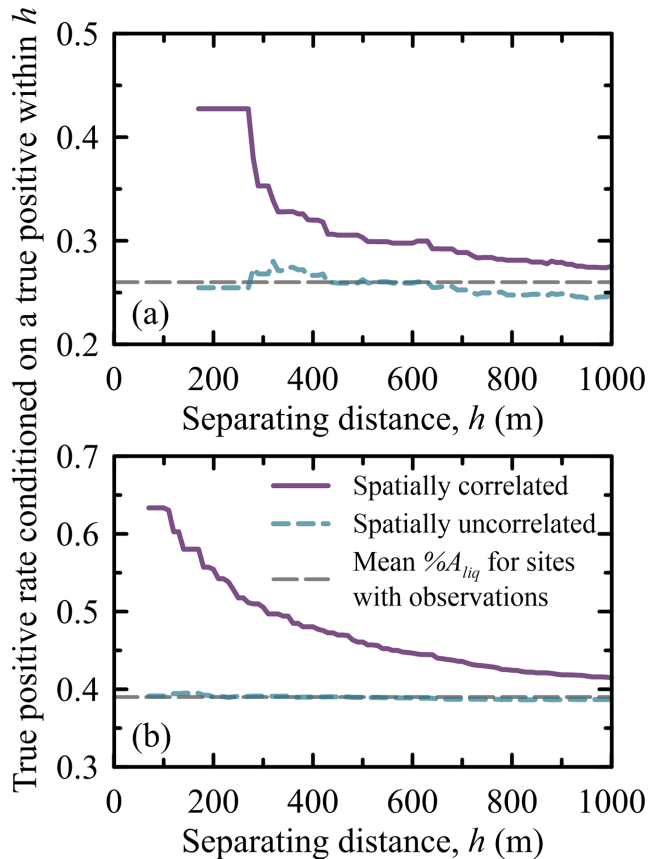 True positive rate conditioned on a true positive within h
0.5
0.4
0.3
0.2
(a)
0 200 400 600 800 1000
Separating distance, h (m)
0.7
0.6
0.5
0.4
0.3
Spatially correlated
Spatially uncorrelated
Mean %A_liq for sites
with observations
(b)
0 200 400 600 800 1000
Separating distance, h (m)